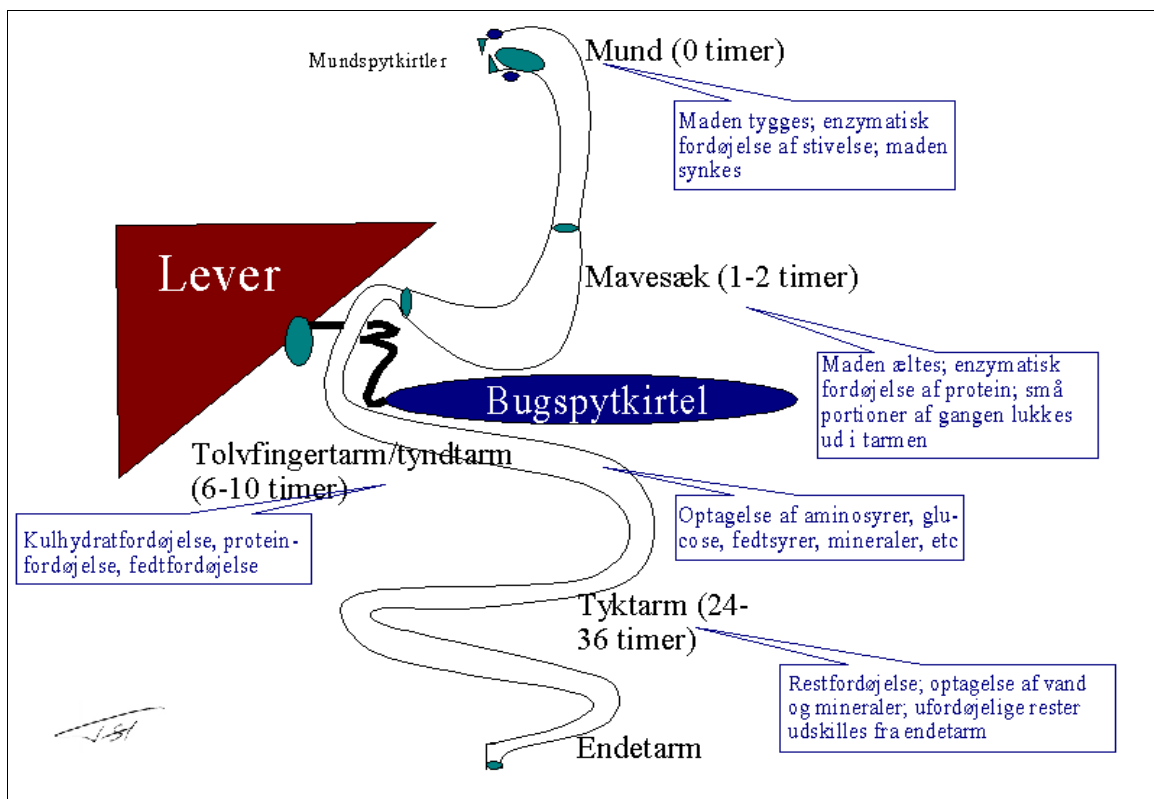 Mundspytkirtler
Mund (0 timer)
Maden tygges; enzymatisk
fordøjelse af stivelse; maden
synkes
Lever
Mavesæk (1-2 timer)
Maden æltes; enzymatisk
fordøjelse af protein; små
portioner af gangen lukkes
ud i tarmen
Bugspytkirtel
Tolvfingertarm/tyndtarm
(6-10 timer)
Kulhydratfordøjelse, protein-
fordøjelse, fedtfordøjelse
Optagelse af aminosyrer, glu-
cose, fedtsyrer, mineraler, etc
Tyktarm (24-
36 timer)
Restfordøjelse; optagelse af vand
og mineraler; ufordøjelige rester
udskilles fra endetarm
Endetarm